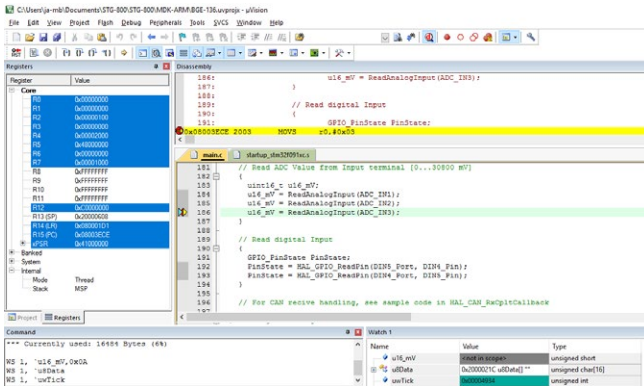 C:\Users\ja-mb\Documents\STG-800\STG-800\MDK-ARM\BGE-136.uvprojx - µVision
File Edit View Project Flash Debug Peripherals Tools SVCS Window Help
Registers
Register Value
Core
R0 0x00000000
R1 0x00000000
R2 0x00000100
R3 0x00000000
R4 0x00002000
R5 0x48000000
R6 0x00000000
R7 0x00001000
R8 0xFFFFFFFF
R9 0xFFFFFFFF
R10 0xFFFFFFFF
R11 0xFFFFFFFF
R12 0xC0000000
R13 (SP) 0x20000608
R14 (LR) 0x080001D1
R15 (PC) 0x08003ECE
xPSR 0x41000000
Banked
System
Internal
Mode Thread
Stack MSP
Project Registers
Disassembly
186: u16_mV = ReadAnalogInput(ADC_IN3);
187: }
188:
189: // Read digital Input
190: {
191: GPIO_PinState PinState;
0x08003ECE 2003 MOVS r0,#0x03
main.c startup_stm32f091xc.s
181 // Read ADC Value from Input terminal [0...30800 mV]
182 {
183 uint16_t u16_mV;
184 u16_mV = ReadAnalogInput(ADC_IN1);
185 u16_mV = ReadAnalogInput(ADC_IN2);
186 u16_mV = ReadAnalogInput(ADC_IN3);
187 }
188
189 // Read digital Input
190 {
191 GPIO_PinState PinState;
192 PinState = HAL_GPIO_ReadPin(DIN5_Port, DIN4_Pin);
193 PinState = HAL_GPIO_ReadPin(DIN5_Port, DIN4_Pin);
194 }
195
196 // For CAN recive handling, see sample code in HAL_CAN_RxCpltCallback
197
Command
*** Currently used: 16484 Bytes (6%)
WS 1, `u16_mV,0x0A
WS 1, `u8Data
WS 1, `uwTick
Watch 1
Name Value Type
u16_mV <not in scope> unsigned short
u8Data 0x2000021C u8Data[] "" unsigned char[16]
uwTick unsigned int